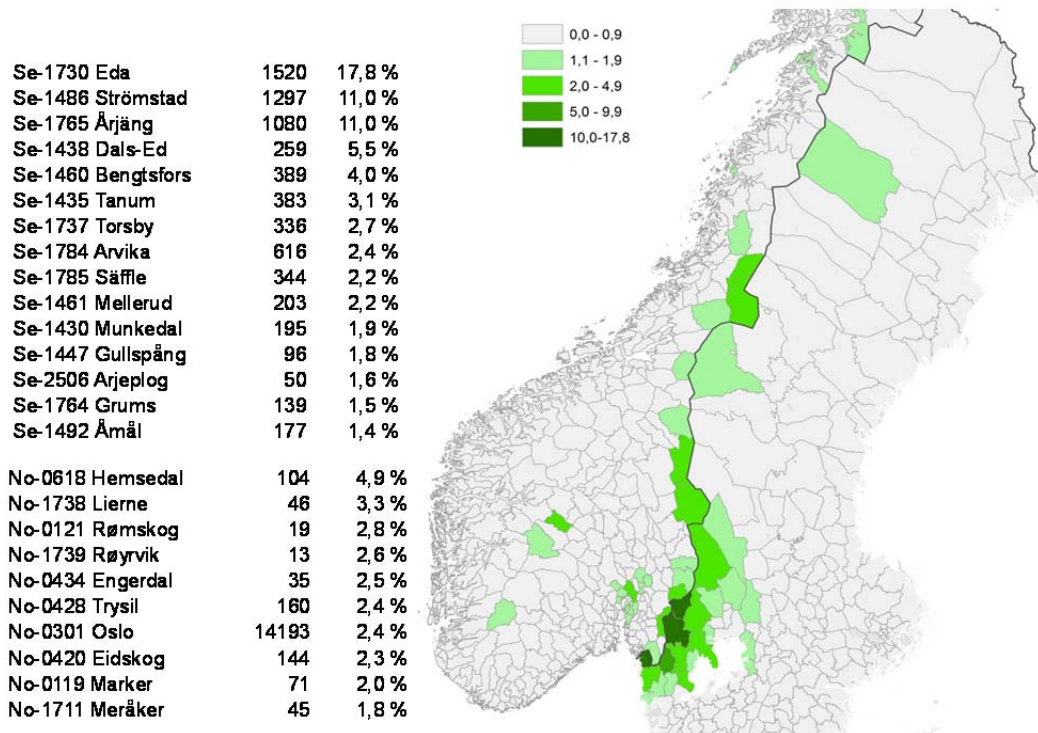 Se-1730 Eda 1520 17,8 %
Se-1486 Strömstad 1297 11,0 %
Se-1765 Årjäng 1080 11,0 %
Se-1438 Dals-Ed 259 5,5 %
Se-1460 Bengtsfors 389 4,0 %
Se-1435 Tanum 383 3,1 %
Se-1737 Torsby 336 2,7 %
Se-1784 Arvika 616 2,4 %
Se-1785 Säffle 344 2,2 %
Se-1461 Mellerud 203 2,2 %
Se-1430 Munkedal 195 1,9 %
Se-1447 Gullspång 96 1,8 %
Se-2506 Arjeplog 50 1,6 %
Se-1764 Grums 139 1,5 %
Se-1492 Åmål 177 1,4 %
No-0618 Hemsedal 104 4,9 %
No-1738 Lierne 46 3,3 %
No-0121 Rømskog 19 2,8 %
No-1739 Røyrvik 13 2,6 %
No-0434 Engerdal 35 2,5 %
No-0428 Trysil 160 2,4 %
No-0301 Oslo 14193 2,4 %
No-0420 Eidskog 144 2,3 %
No-0119 Marker 71 2,0 %
No-1711 Meråker 45 1,8 %
0,0 - 0,9
1,1 - 1,9
2,0 - 4,9
5,0 - 9,9
10,0-17,8